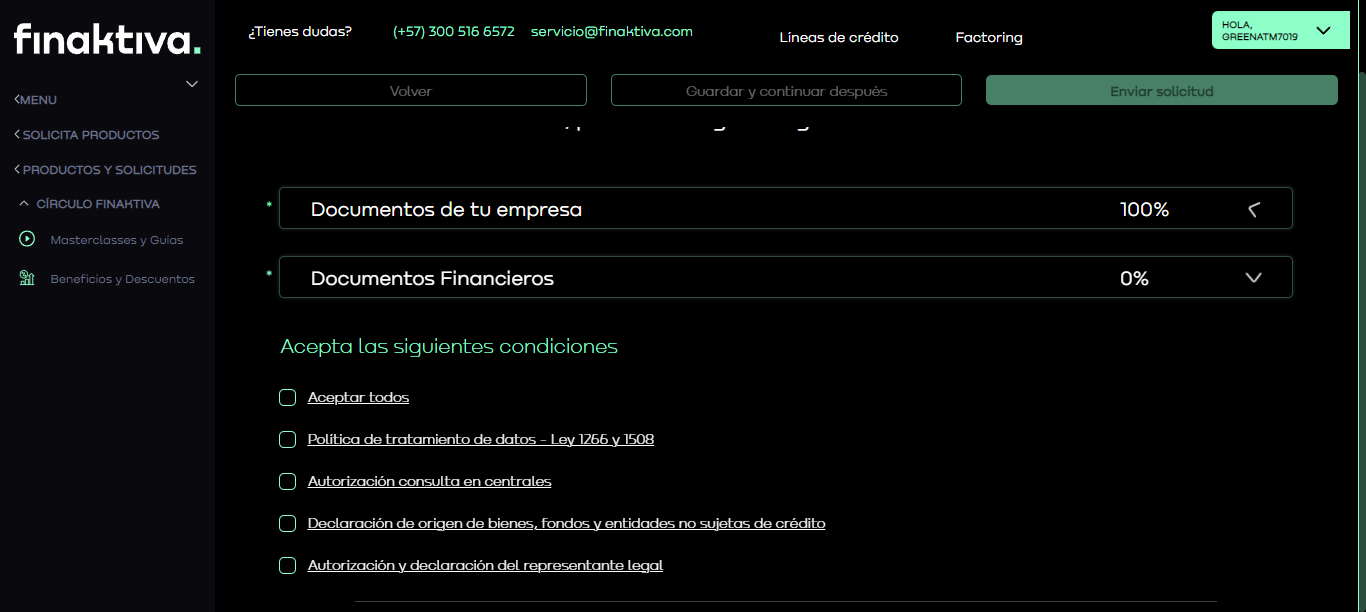 finaktiva.
¿Tienes dudas?
(+57) 300 516 6572
servicio@finaktiva.com
Líneas de crédito
Factoring
HOLA,
GREENATM7019
MENU
SOLICITA PRODUCTOS
PRODUCTOS Y SOLICITUDES
CÍRCULO FINAKTIVA
Masterclasses y Guías
Beneficios y Descuentos
Volver
Guardar y continuar después
Enviar solicitud
* Documentos de tu empresa 100%
* Documentos Financieros 0%
Acepta las siguientes condiciones
Aceptar todos
Política de tratamiento de datos - Ley 1266 y 1508
Autorización consulta en centrales
Declaración de origen de bienes, fondos y entidades no sujetas de crédito
Autorización y declaración del representante legal